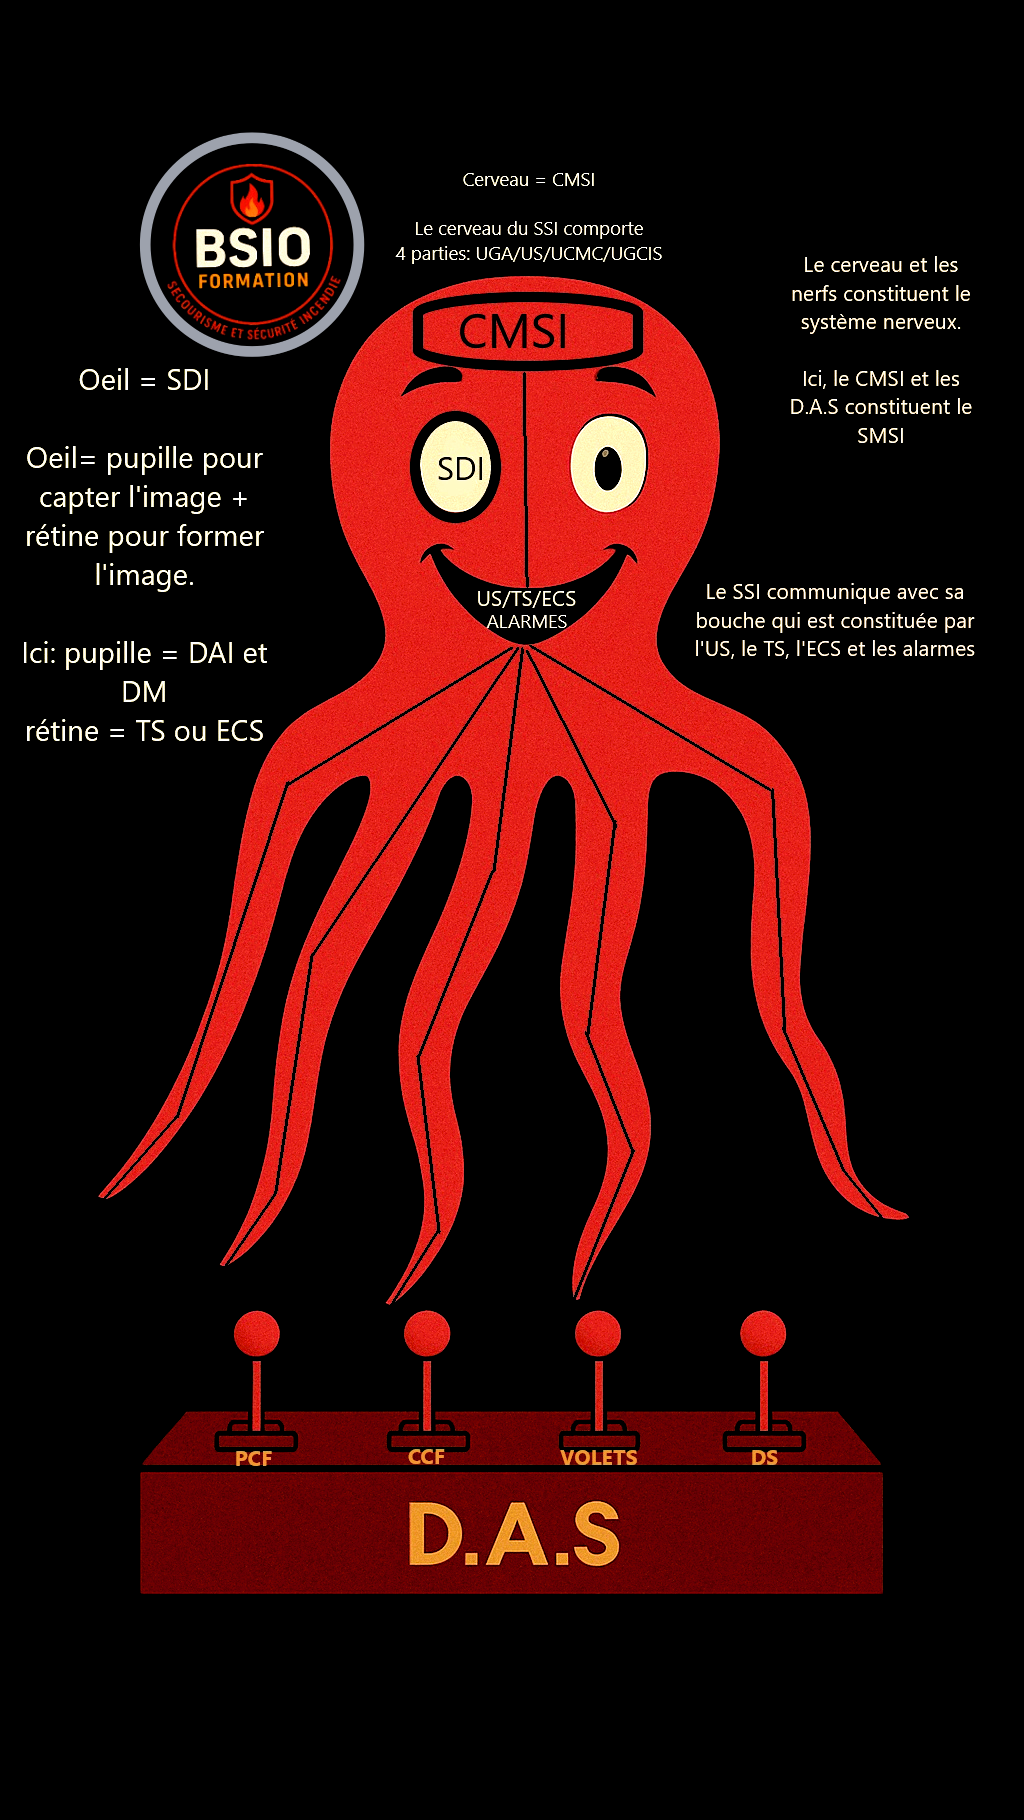 BSIO
FORMATION
SECOURISME ET SÉCURITÉ INCENDIE
Cerveau = CMSI
Le cerveau du SSI comporte
4 parties: UGA/US/UCMC/UGCIS
Le cerveau et les
nerfs constituent le
système nerveux.
Ici, le CMSI et les
D.A.S constituent le
SMSI
CMSI
Oeil = SDI
Oeil= pupille pour
capter l'image +
rétine pour former
l'image.
Ici: pupille = DAI et
DM
rétine = TS ou ECS
SDI
US/TS/ECS
ALARMES
Le SSI communique avec sa
bouche qui est constituée par
l'US, le TS, l'ECS et les alarmes
PCF
CCF
VOLETS
DS
D.A.S